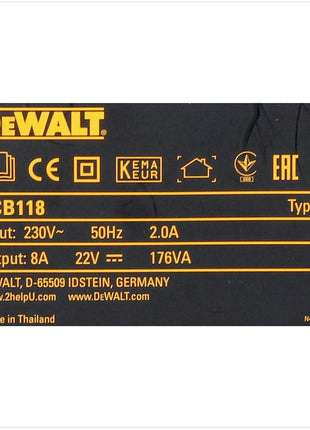 DEWALT
CE KEMA KEUR EAC
CB118 Typ
ut: 230V~ 50Hz 2.0A
tput: 8A 22V ⎓ 176VA
WALT, D-65509 IDSTEIN, GERMANY
w.2helpU.com www.DeWALT.com
e in Thailand N